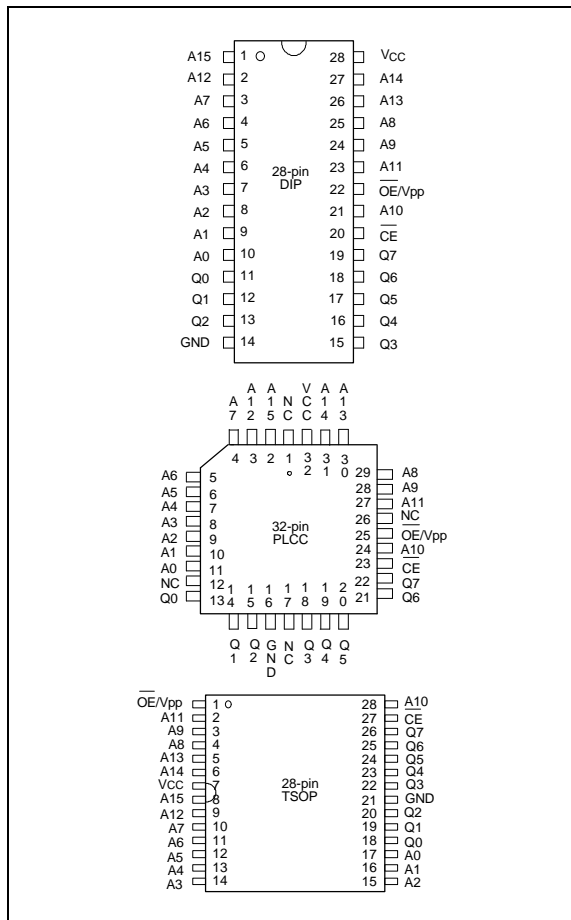 A15 1 28 VCC
A12 2 27 A14
A7 3 26 A13
A6 4 25 A8
A5 5 24 A9
A4 6 23 A11
28-pin
DIP
A3 7 22 OE/Vpp
A2 8 21 A10
A1 9 20 CE
A0 10 19 Q7
Q0 11 18 Q6
Q1 12 17 Q5
Q2 13 16 Q4
GND 14 15 Q3
A7 A12 A15 NC VCC A14 A13
4 3 2 1 32 31 30
A6 5 29 A8
A5 6 28 A9
A4 7 27 A11
A3 8 26 NC
32-pin
PLCC
A2 9 25 OE/Vpp
A1 10 24 A10
A0 11 23 CE
NC 12 22 Q7
Q0 13 21 Q6
14 15 16 17 18 19 20
Q1 Q2 GND NC Q3 Q4 Q5
OE/Vpp 1 28 A10
A11 2 27 CE
A9 3 26 Q7
A8 4 25 Q6
A13 5 24 Q5
A14 6 23 Q4
28-pin
TSOP
VCC 7 22 Q3
A15 8 21 GND
A12 9 20 Q2
A7 10 19 Q1
A6 11 18 Q0
A5 12 17 A0
A4 13 16 A1
A3 14 15 A2